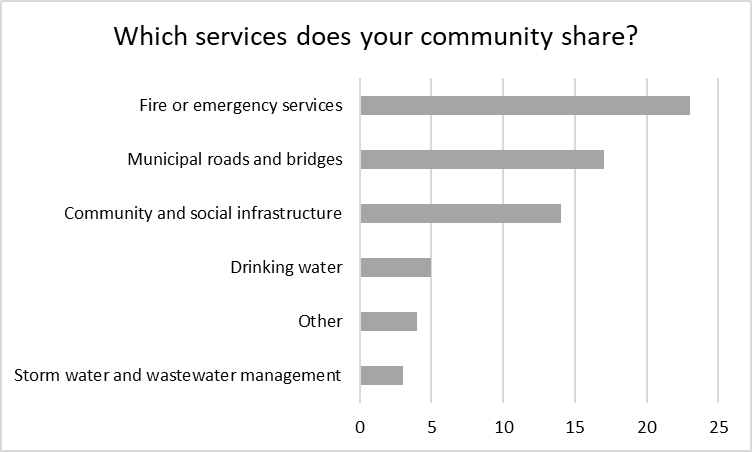 Which services does your community share?
Fire or emergency services
Municipal roads and bridges
Community and social infrastructure
Drinking water
Other
Storm water and wastewater management
0 5 10 15 20 25